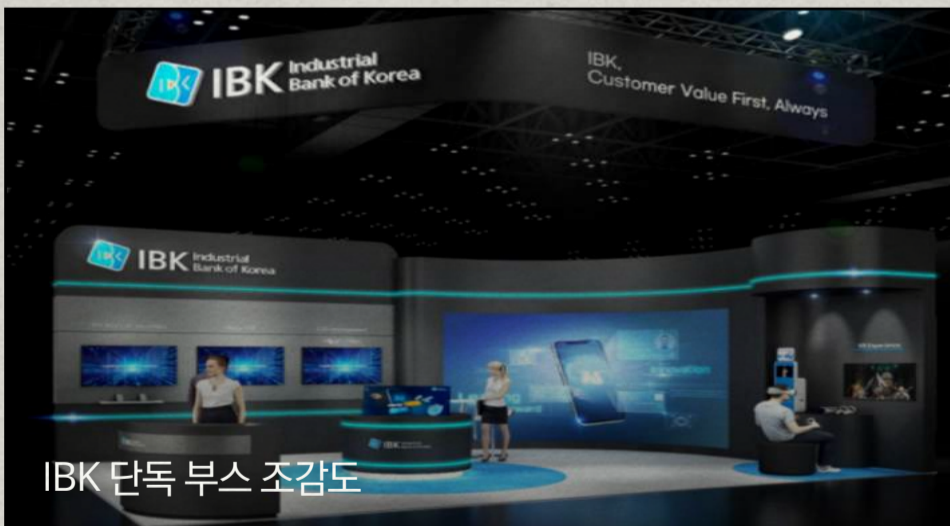 IBK Industrial
Bank of Korea
IBK,
Customer Value First, Always
IBK Industrial
Bank of Korea
Innovation
IBK
IBK 단독 부스 조감도